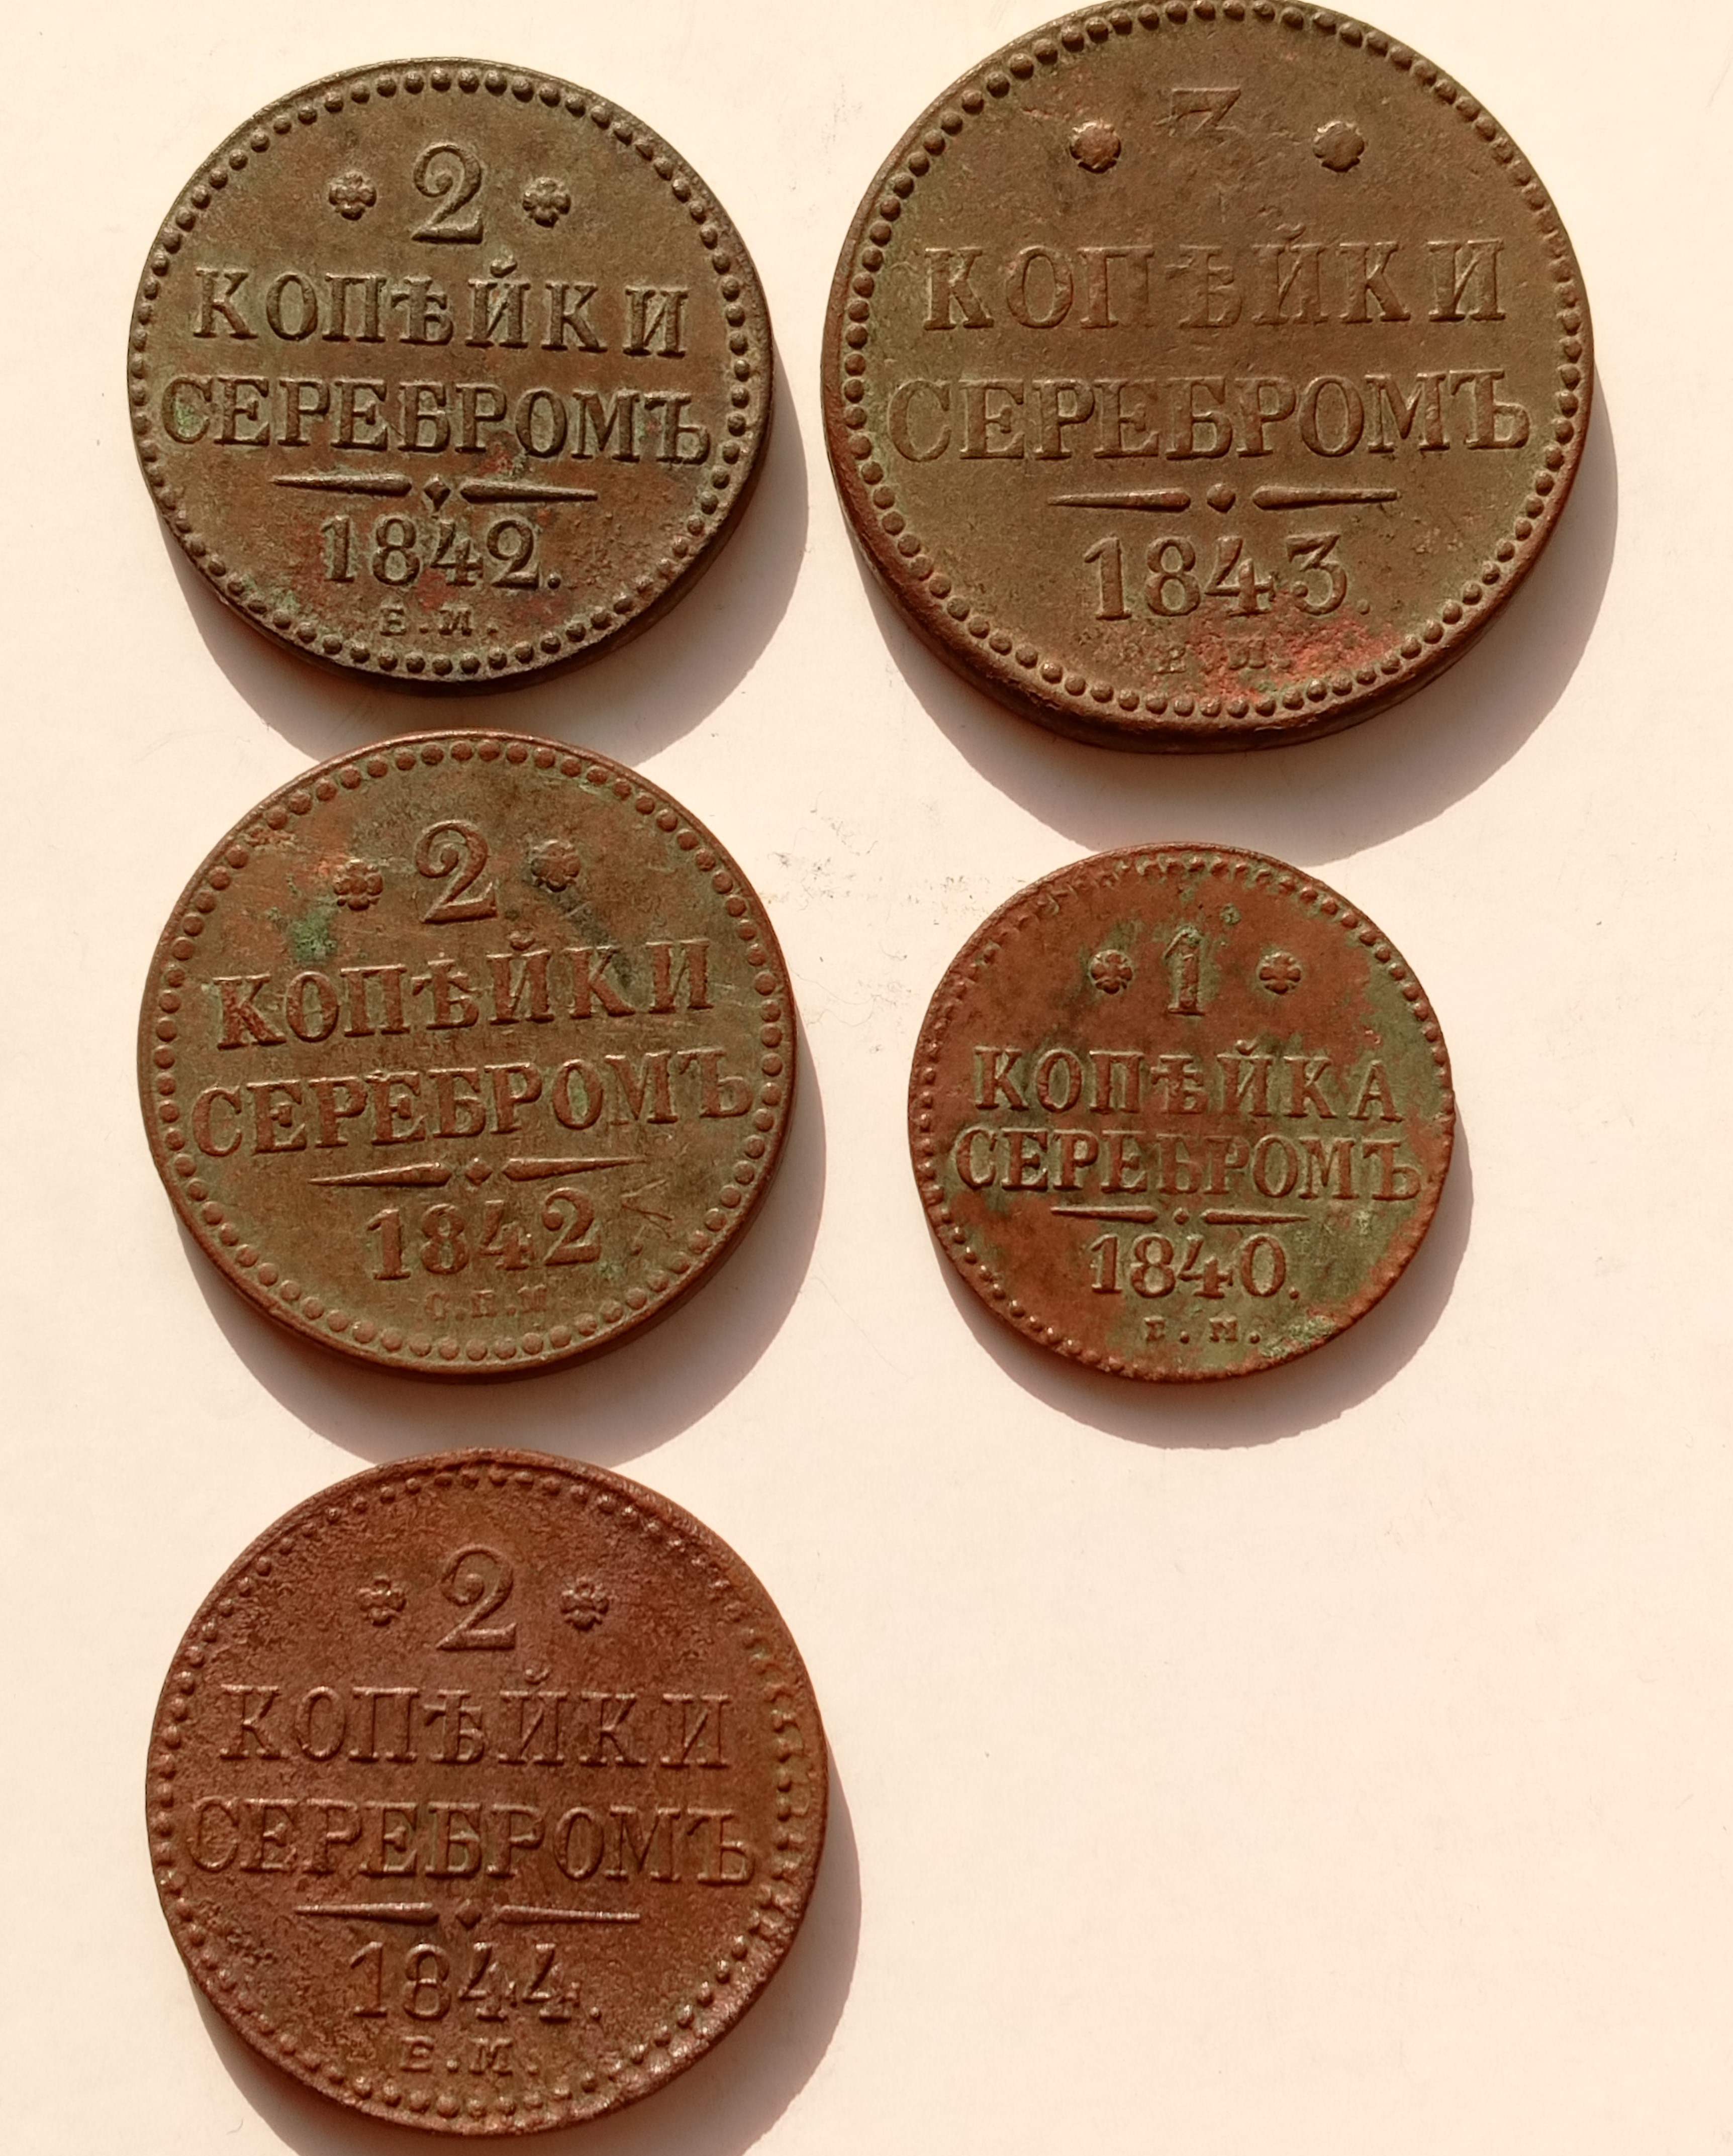 2
КОПѢЙКИ
СЕРЕБРОМЪ
1842.
Е.М.
3
КОПѢЙКИ
СЕРЕБРОМЪ
1843.
Е.М.
2
КОПѢЙКИ
СЕРЕБРОМЪ
1842.
С.П.М.
1
КОПѢЙКА
СЕРЕБРОМЪ
1840.
Е.М.
2
КОПѢЙКИ
СЕРЕБРОМЪ
1844.
Е.М.